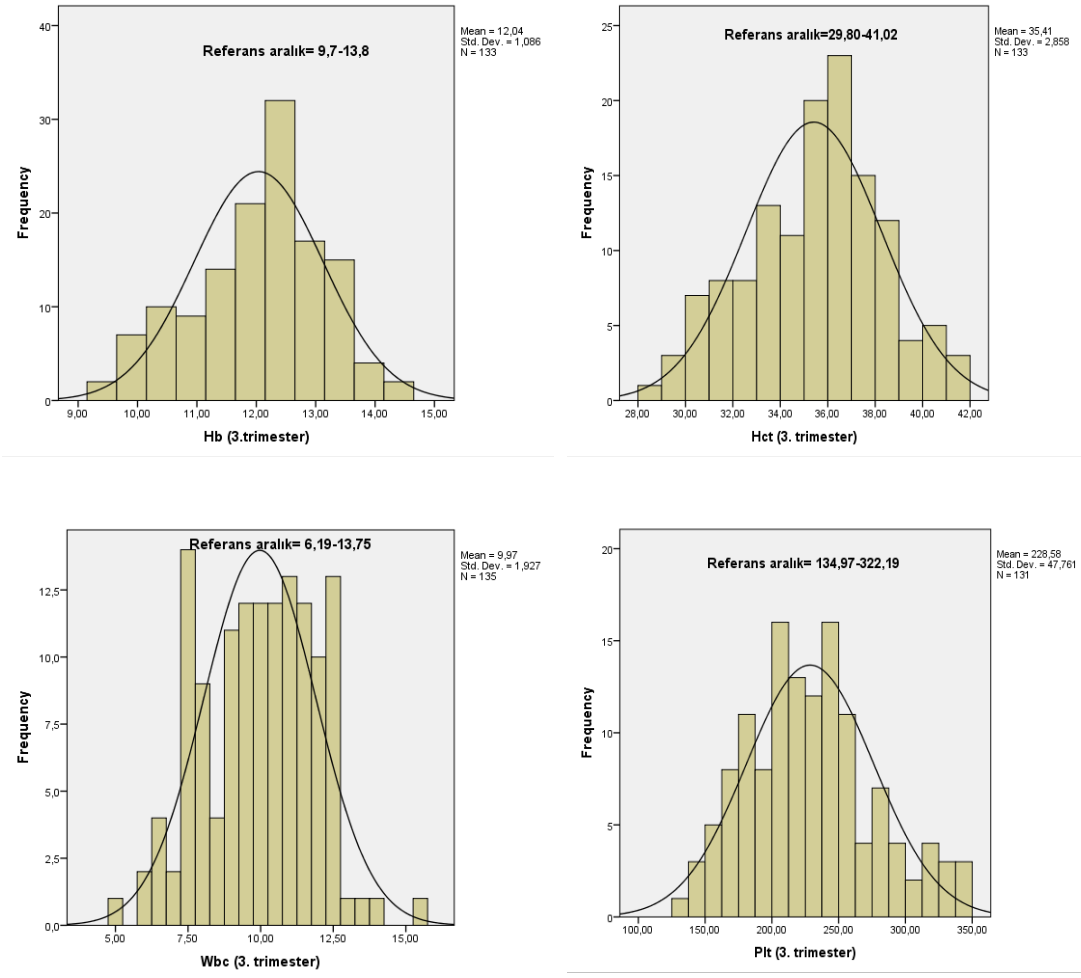 Referans aralık= 9,7-13,8
Mean = 12,04
Std. Dev. = 1,086
N = 133
Frequency
40
30
20
10
0
9,00 10,00 11,00 12,00 13,00 14,00 15,00
Hb (3.trimester)
Referans aralık=29,80-41,02
Mean = 35,41
Std. Dev. = 2,858
N = 133
Frequency
25
20
15
10
5
0
28,00 30,00 32,00 34,00 36,00 38,00 40,00 42,00
Hct (3. trimester)
Referans aralık= 6,19-13,75
Mean = 9,97
Std. Dev. = 1,927
N = 135
Frequency
12,5
10,0
7,5
5,0
2,5
0,0
5,00 7,50 10,00 12,50 15,00
Wbc (3. trimester)
Referans aralık= 134,97-322,19
Mean = 228,58
Std. Dev. = 47,761
N = 131
Frequency
20
15
10
5
0
100,00 150,00 200,00 250,00 300,00 350,00
Plt (3. trimester)